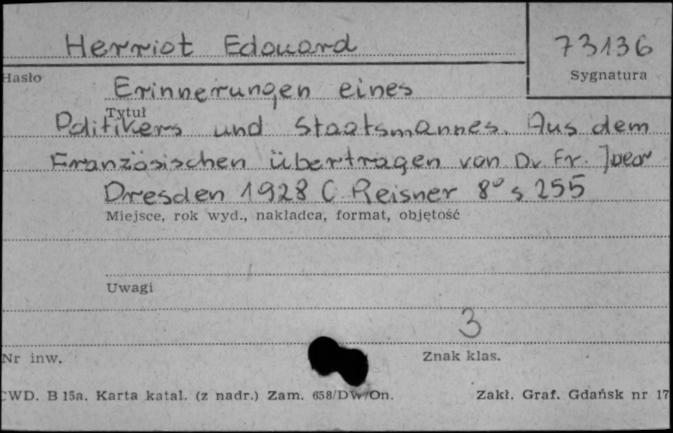 Herriot Edouard
73136
Hasło
Sygnatura
Erinnerungen eines
Tytuł
Politikers und Staatsmannes. Aus dem
Französischen übertragen von Dr Fr.
Dresden 1928 C. Reisner 8° s 255
Miejsce, rok wyd., nakładca, format, objętość
Uwagi
3
Nr inw.
Znak klas.
CWD. B 15a. Karta katal. (z nadr.) Zam. 658/DW/On.
Zakł. Graf. Gdańsk nr 17